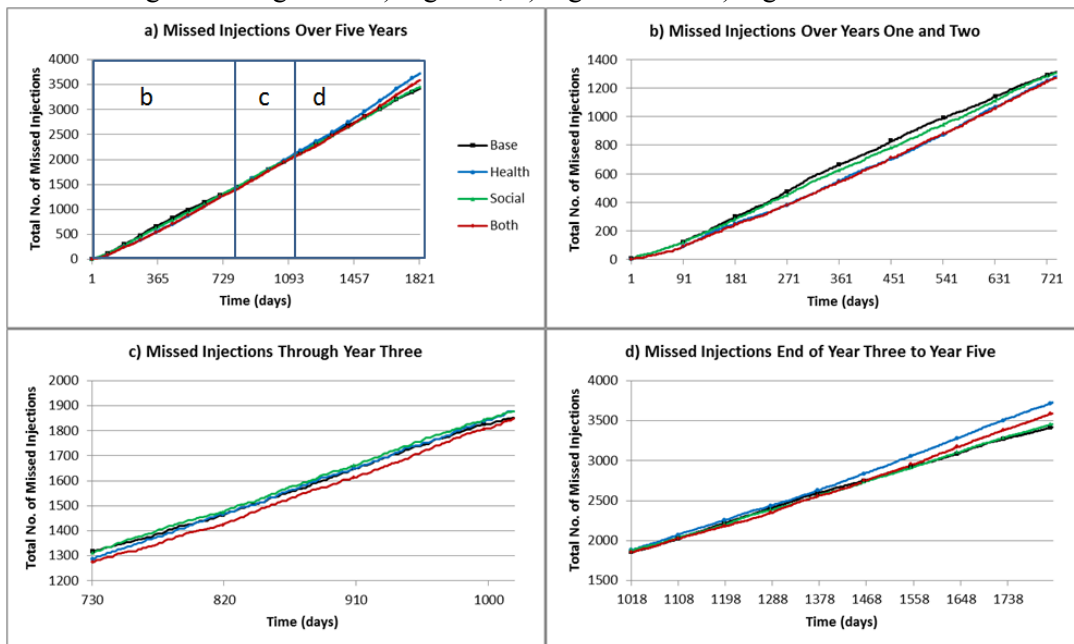 a) Missed Injections Over Five Years
Total No. of Missed Injections
4000
3500
3000
2500
2000
1500
1000
500
0
b
c
d
1 365 729 1093 1457 1821
Time (days)
Base
Health
Social
Both
b) Missed Injections Over Years One and Two
Total No. of Miseed Injections
1400
1200
1000
800
600
400
200
0
1 91 181 271 361 451 541 631 721
Time (days)
c) Missed Injections Through Year Three
Total No. of Missed Injections
2000
1900
1800
1700
1600
1500
1400
1300
1200
730 820 910 1000
Time (days)
d) Missed Injections End of Year Three to Year Five
Total No. of Missed Injections
4000
3500
3000
2500
2000
1500
1018 1108 1198 1288 1378 1468 1558 1648 1738
Time (days)